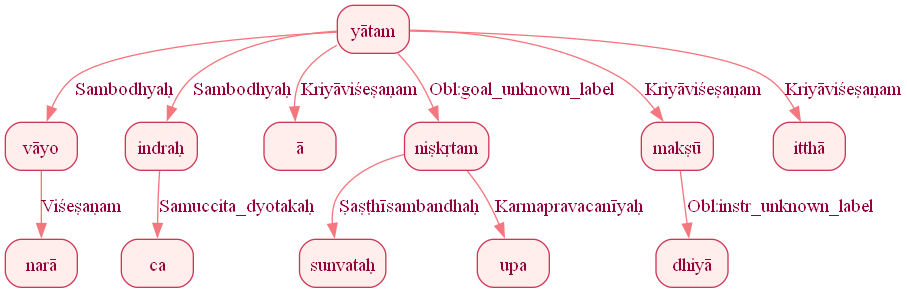 yātam
Sambodhyaḥ Sambodhyaḥ Kriyāviśeṣaṇam Obl:goal_unknown_label Kriyāviśeṣaṇam Kriyāviśeṣaṇam
vāyo indraḥ ā niṣkṛtam makṣū itthā
Viśeṣaṇam Samuccita_dyotakaḥ Ṣaṣṭhīsambandhaḥ Karmapravacanīyaḥ Obl:instr_unknown_label
narā ca sunvataḥ upa dhiyā